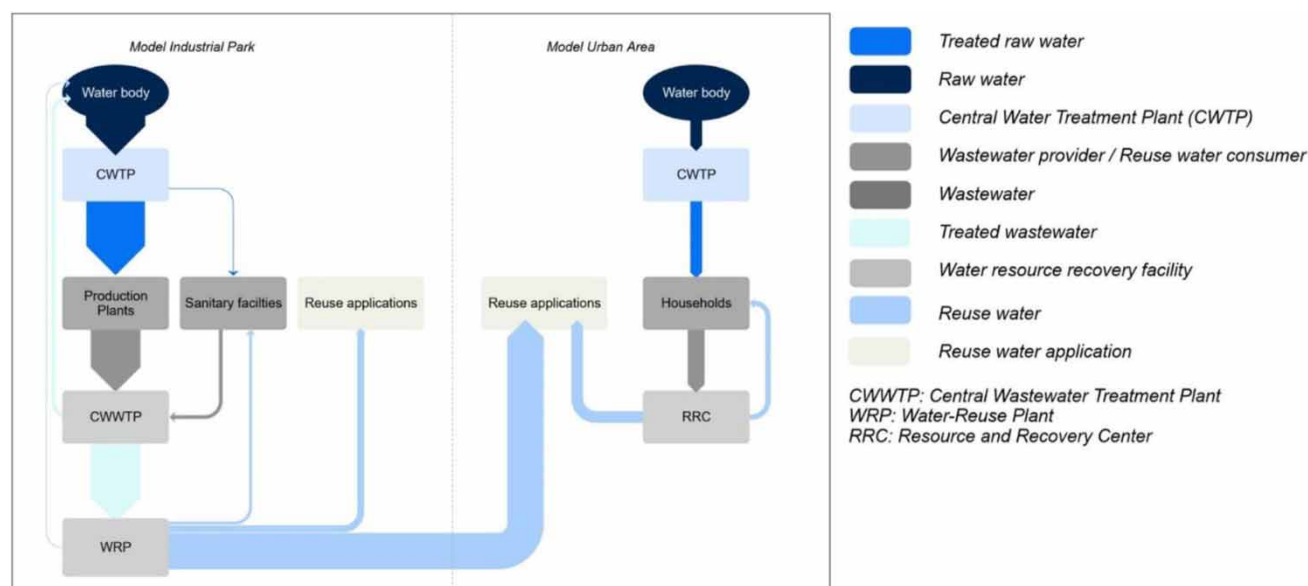 Model Industrial Park
Model Urban Area
Water body
Water body
CWTP
CWTP
Production
Plants
Sanitary facilties
Reuse applications
Reuse applications
Households
CWWTP
RRC
WRP
Treated raw water
Raw water
Central Water Treatment Plant (CWTP)
Wastewater provider / Reuse water consumer
Wastewater
Treated wastewater
Water resource recovery facility
Reuse water
Reuse water application
CWWTP: Central Wastewater Treatment Plant
WRP: Water-Reuse Plant
RRC: Resource and Recovery Center